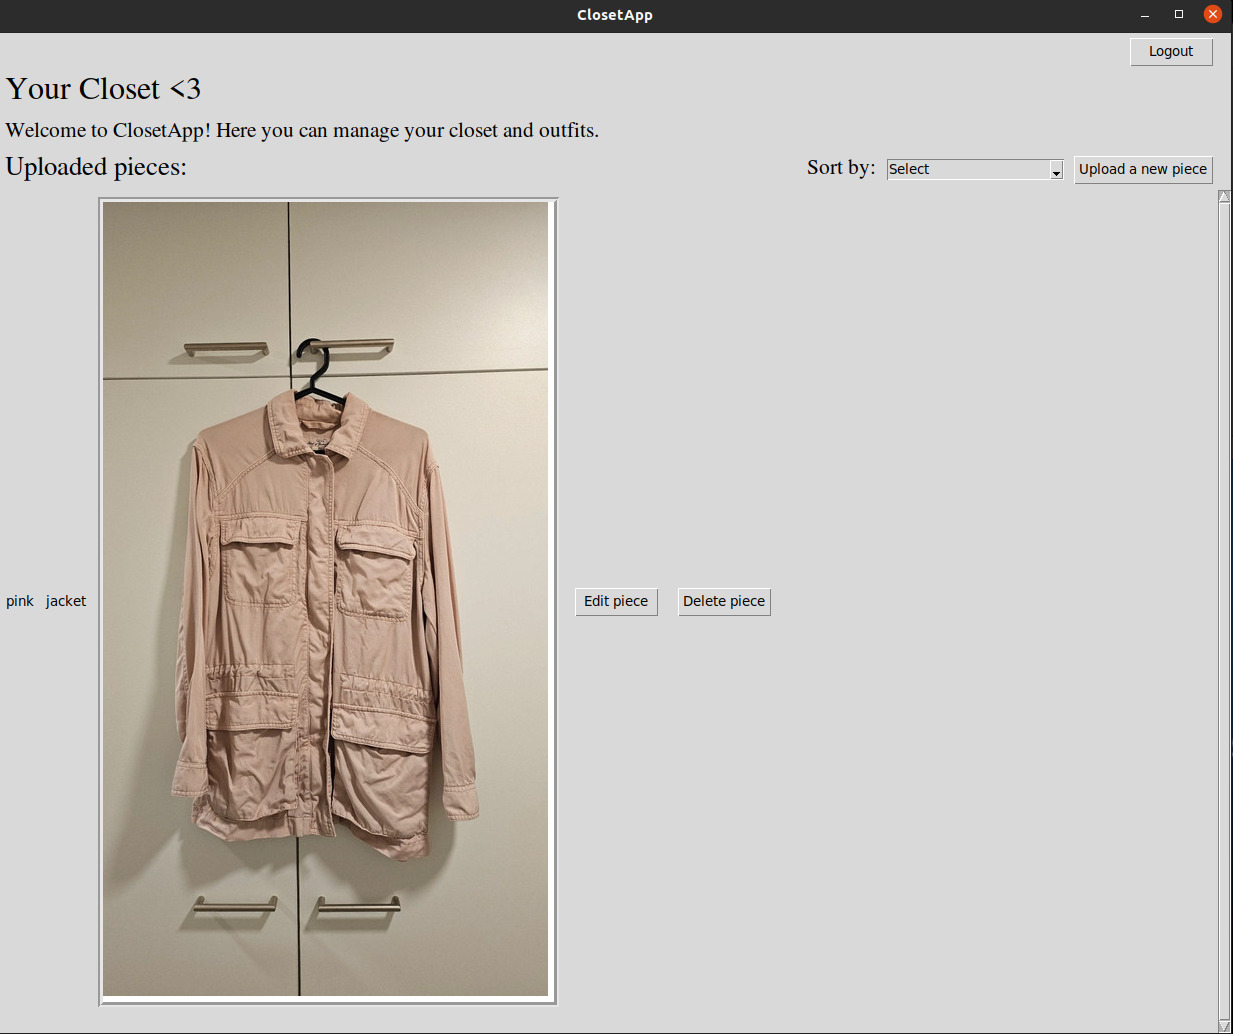 ClosetApp
Logout
Your Closet <3
Welcome to ClosetApp! Here you can manage your closet and outfits.
Uploaded pieces:
Sort by: Select Upload a new piece
pink jacket Edit piece Delete piece